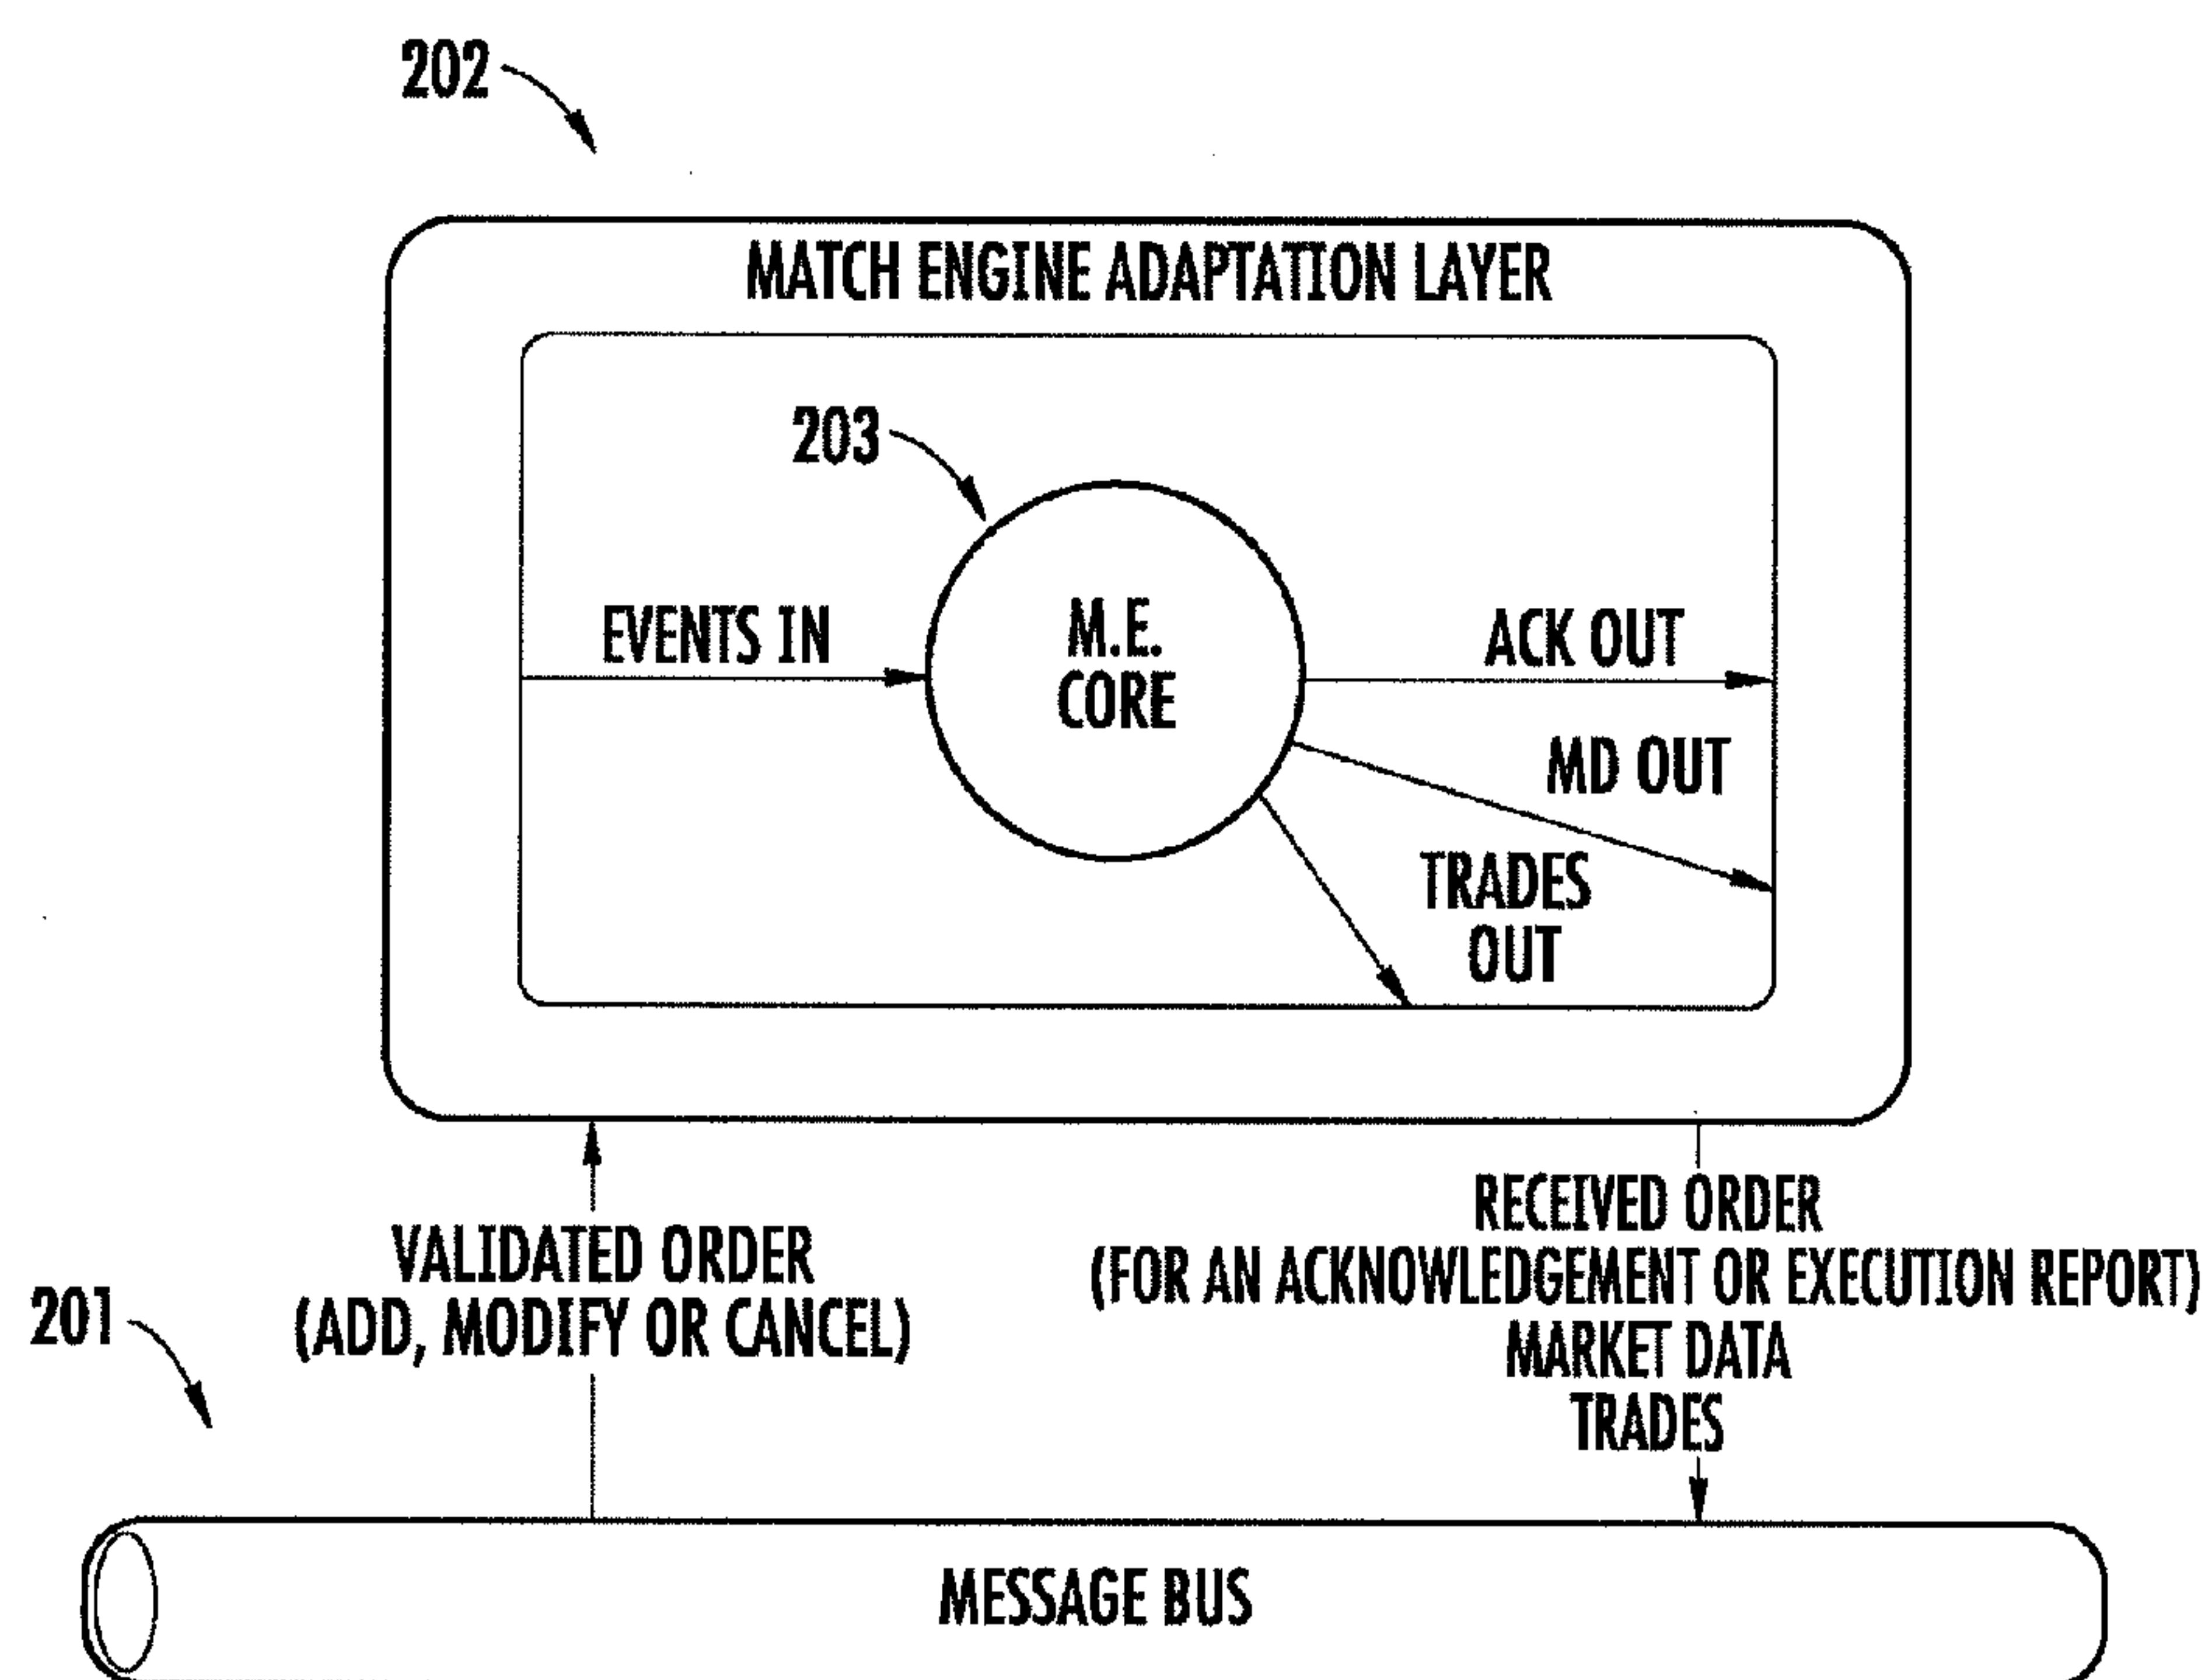 202
MATCH ENGINE ADAPTATION LAYER
203
EVENTS IN
M.E.
CORE
ACK OUT
MD OUT
TRADES
OUT
VALIDATED ORDER
(ADD, MODIFY OR CANCEL)
RECEIVED ORDER
(FOR AN ACKNOWLEDGEMENT OR EXECUTION REPORT)
MARKET DATA
TRADES
201
MESSAGE BUS